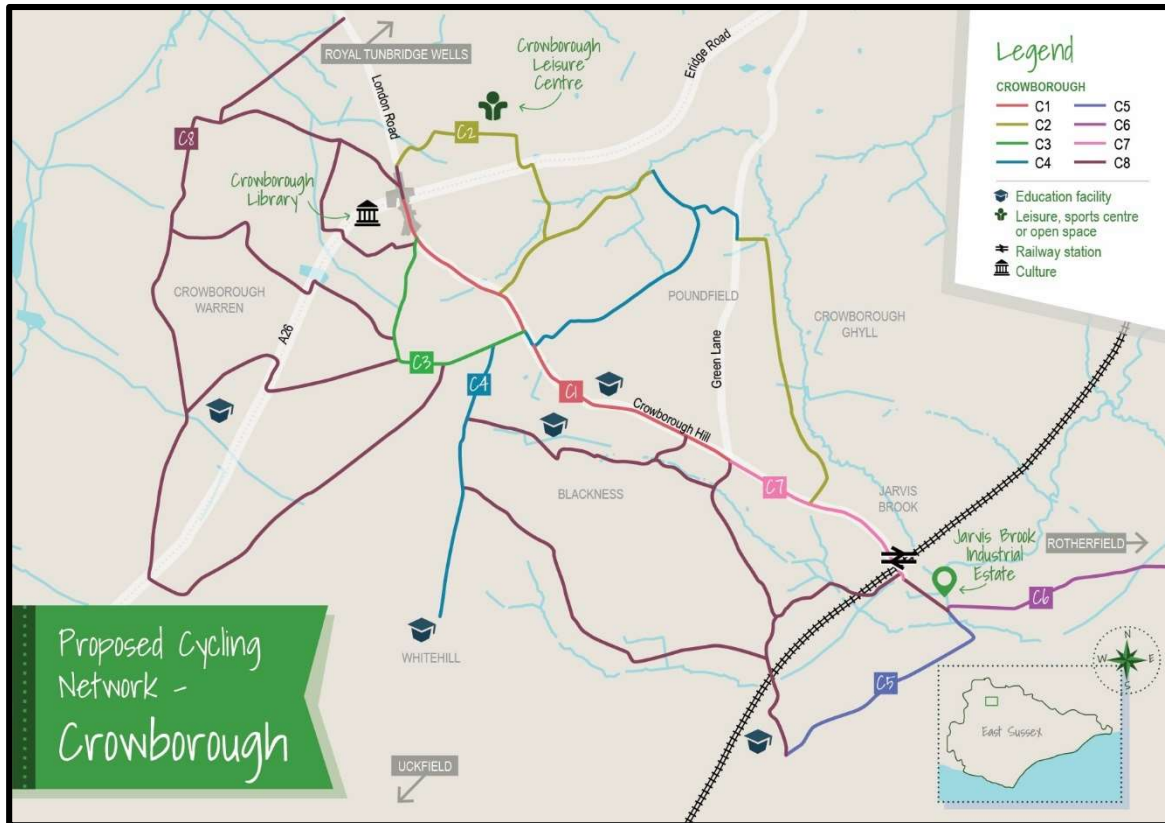 ROYAL TUNBRIDGE WELLS
London Road
Crowborough
Leisure
Centre
Eridge Road
Legend
CROWBOROUGH
C1
C2
C3
C4
C5
C6
C7
C8
Education facility
Leisure, sports centre
or open space
Railway station
Culture
C8
C2
Crowborough
Library
CROWBOROUGH
WARREN
A26
POUNDFIELD
CROWBOROUGH
GHYLL
Green Lane
C3
C4
C1
Crowborough Hill
C7
BLACKNESS
JARVIS
BROOK
Jarvis Brook
Industrial
Estate
ROTHERFIELD
C6
C5
WHITEHILL
UCKFIELD
Proposed Cycling
Network -
Crowborough
N
W
E
S
East Sussex